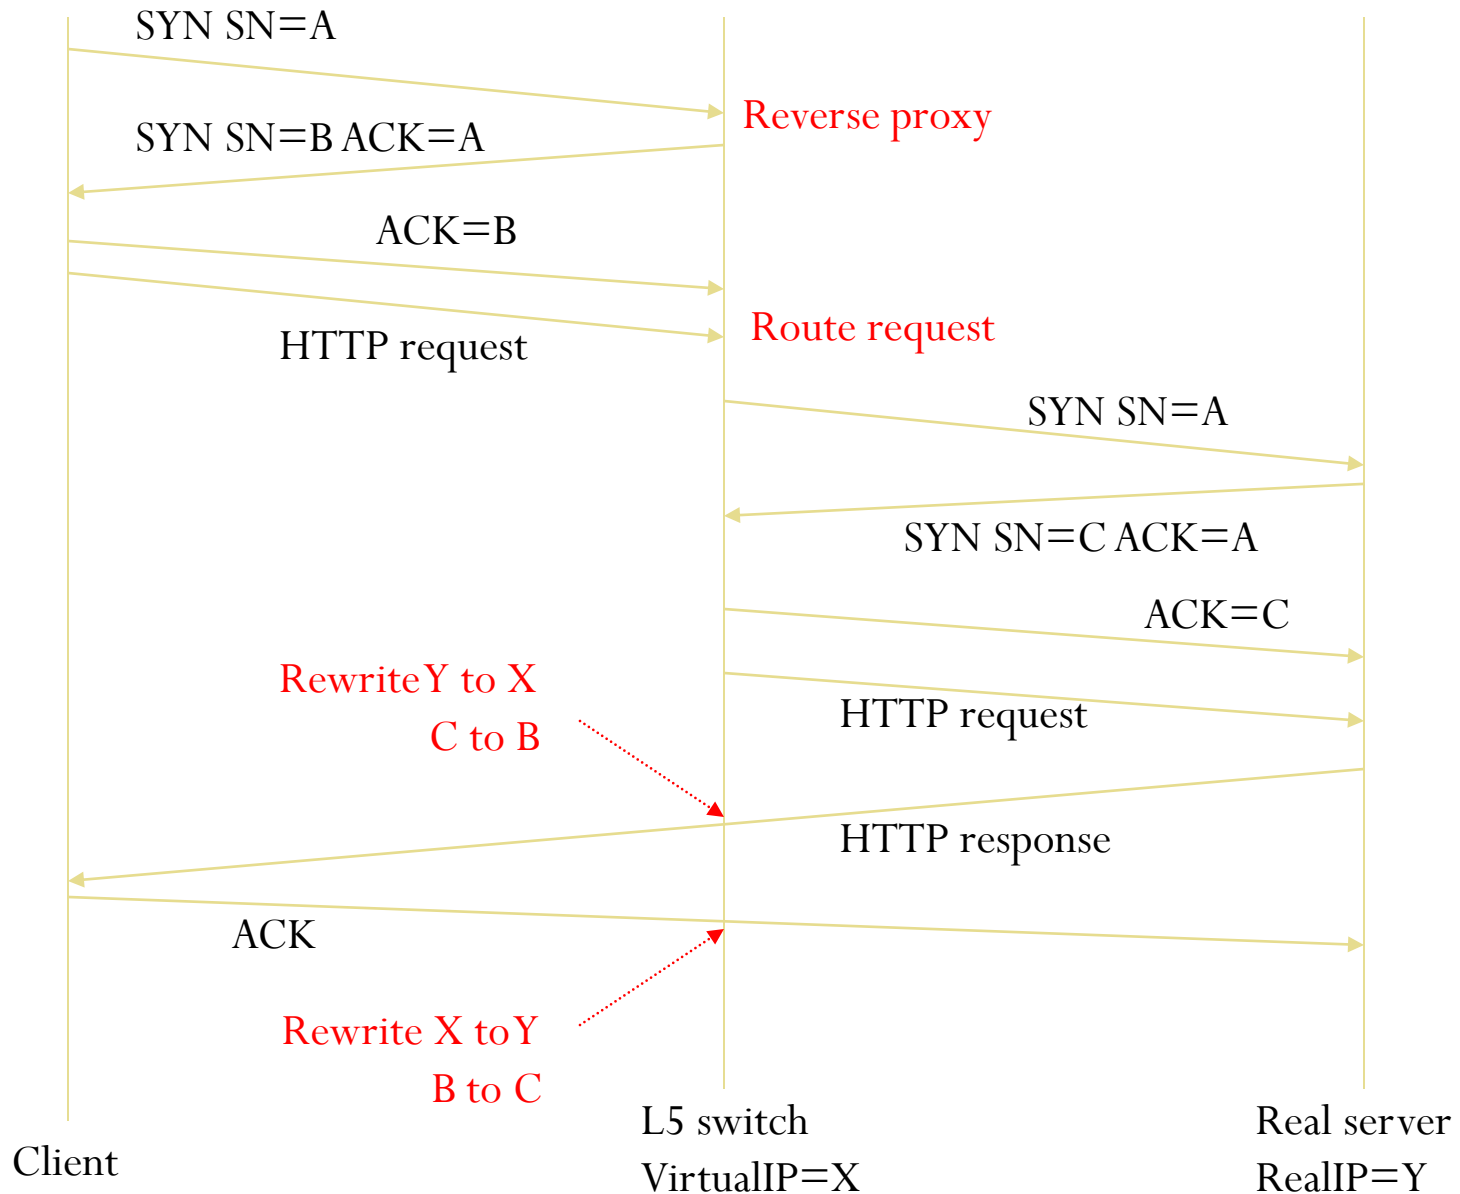 SYN SN=A
Reverse proxy
SYN SN=B ACK=A
ACK=B
Route request
HTTP request
SYN SN=A
SYN SN=C ACK=A
ACK=C
Rewrite Y to X
C to B
HTTP request
HTTP response
ACK
Rewrite X to Y
B to C
Client
L5 switch
VirtualIP=X
Real server
RealIP=Y